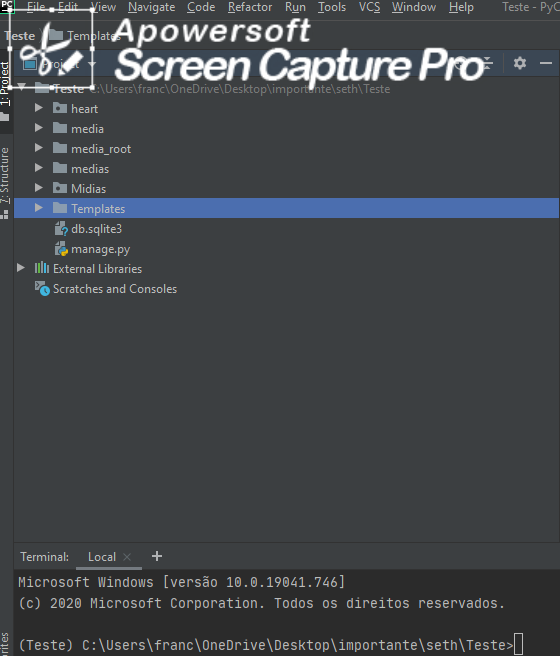 PC File Edit View Navigate Code Refactor Run Tools VCS Window Help Teste - PyC
Apowersoft
Screen Capture Pro
Teste Templates
Project
Teste C:\Users\franc\OneDrive\Desktop\importante\seth\Teste
heart
media
media_root
medias
Midias
Templates
db.sqlite3
manage.py
External Libraries
Scratches and Consoles
1: Project
7: Structure
Terminal: Local × +
Microsoft Windows [versão 10.0.19041.746]
(c) 2020 Microsoft Corporation. Todos os direitos reservados.
(Teste) C:\Users\franc\OneDrive\Desktop\importante\seth\Teste>